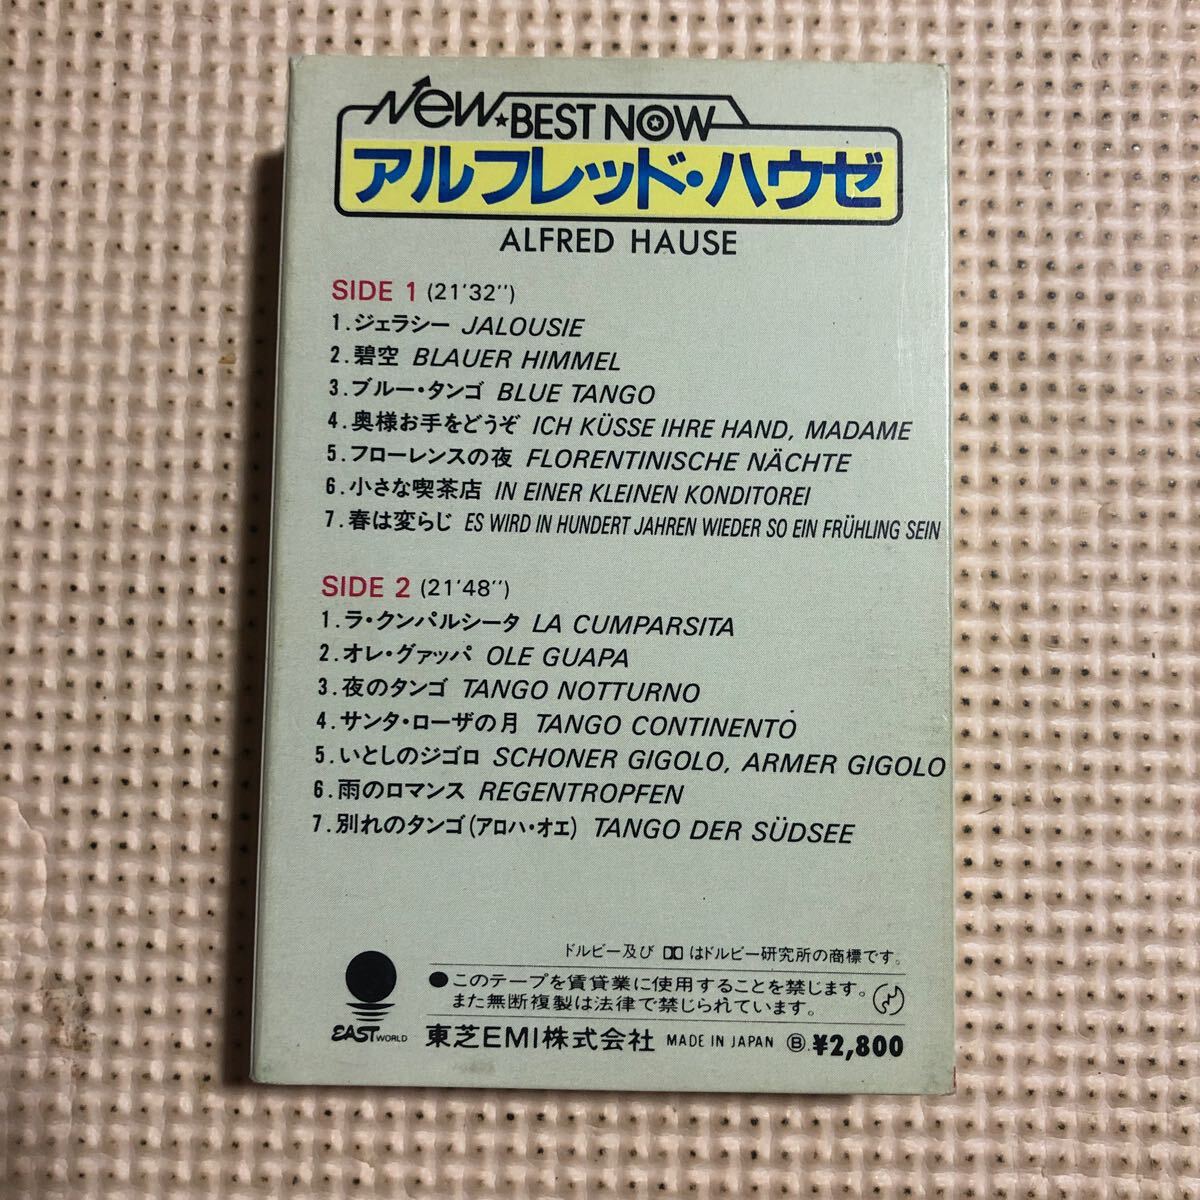 New★BEST NOW
アルフレッド・ハウゼ
ALFRED HAUSE
SIDE 1 (21'32'')
1.ジェラシー JALOUSIE
2.碧空 BLAUER HIMMEL
3.ブルー・タンゴ BLUE TANGO
4.奥様お手をどうぞ ICH KÜSSE IHRE HAND, MADAME
5.フローレンスの夜 FLORENTINISCHE NÄCHTE
6.小さな喫茶店 IN EINER KLEINEN KONDITOREI
7.春は変らじ ES WIRD IN HUNDERT JAHREN WIEDER SO EIN FRÜHLING SEIN
SIDE 2 (21'48'')
1.ラ・クンパルシータ LA CUMPARSITA
2.オレ・グァッパ OLE GUAPA
3.夜のタンゴ TANGO NOTTURNO
4.サンタ・ローザの月 TANGO CONTINENTO
5.いとしのジゴロ SCHONER GIGOLO, ARMER GIGOLO
6.雨のロマンス REGENTROPFEN
7.別れのタンゴ(アロハ・オエ) TANGO DER SÜDSEE
ドルビー及び はドルビー研究所の商標です。
●このテープを賃貸業に使用することを禁じます。
また無断複製は法律で禁じられています。
EAST WORLD
東芝EMI株式会社 MADE IN JAPAN Ⓑ.¥2,800